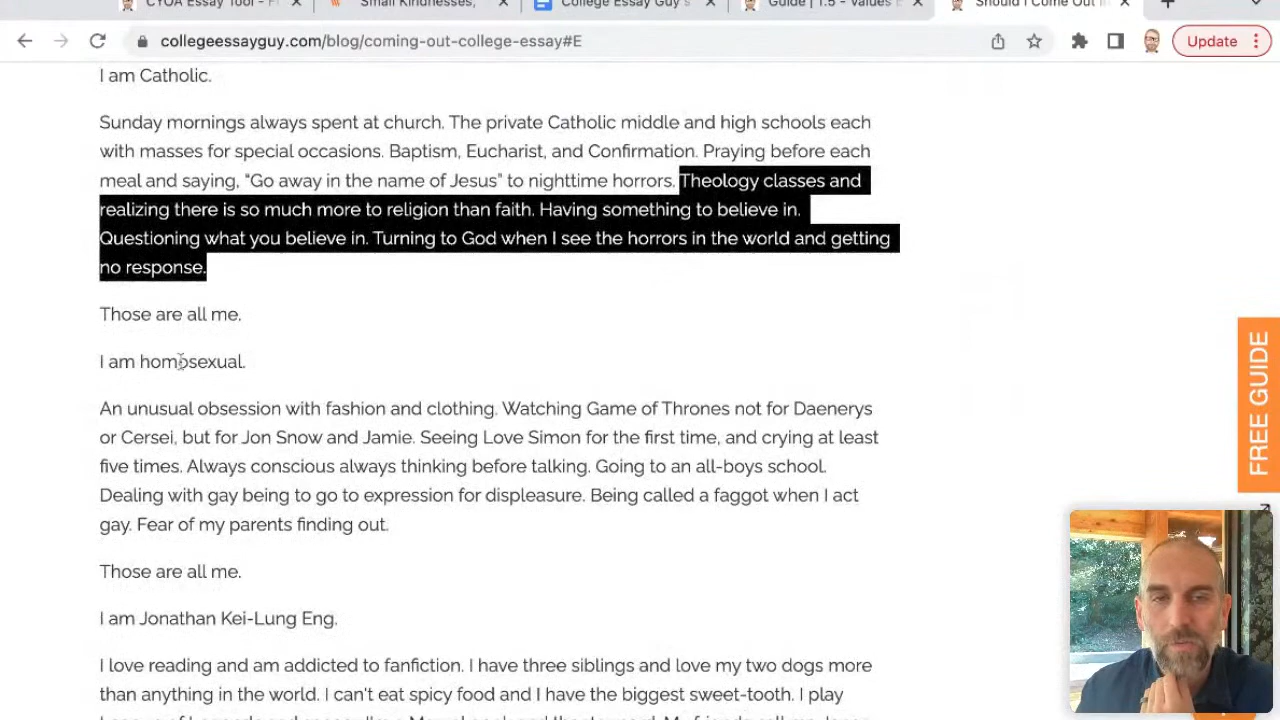 CYOA Essay Tool - F
Small Kindnesses,
College Essay Guy's
Guide | 1.5 - Values E
Should I Come Out i
collegeessayguy.com/blog/coming-out-college-essay#E
Update
I am Catholic.
Sunday mornings always spent at church. The private Catholic middle and high schools each
with masses for special occasions. Baptism, Eucharist, and Confirmation. Praying before each
meal and saying, “Go away in the name of Jesus” to nighttime horrors. Theology classes and
realizing there is so much more to religion than faith. Having something to believe in.
Questioning what you believe in. Turning to God when I see the horrors in the world and getting
no response.
Those are all me.
I am homosexual.
An unusual obsession with fashion and clothing. Watching Game of Thrones not for Daenerys
or Cersei, but for Jon Snow and Jamie. Seeing Love Simon for the first time, and crying at least
five times. Always conscious always thinking before talking. Going to an all-boys school.
Dealing with gay being to go to expression for displeasure. Being called a faggot when I act
gay. Fear of my parents finding out.
Those are all me.
I am Jonathan Kei-Lung Eng.
I love reading and am addicted to fanfiction. I have three siblings and love my two dogs more
than anything in the world. I can't eat spicy food and I have the biggest sweet-tooth. I play
FREE GUIDE